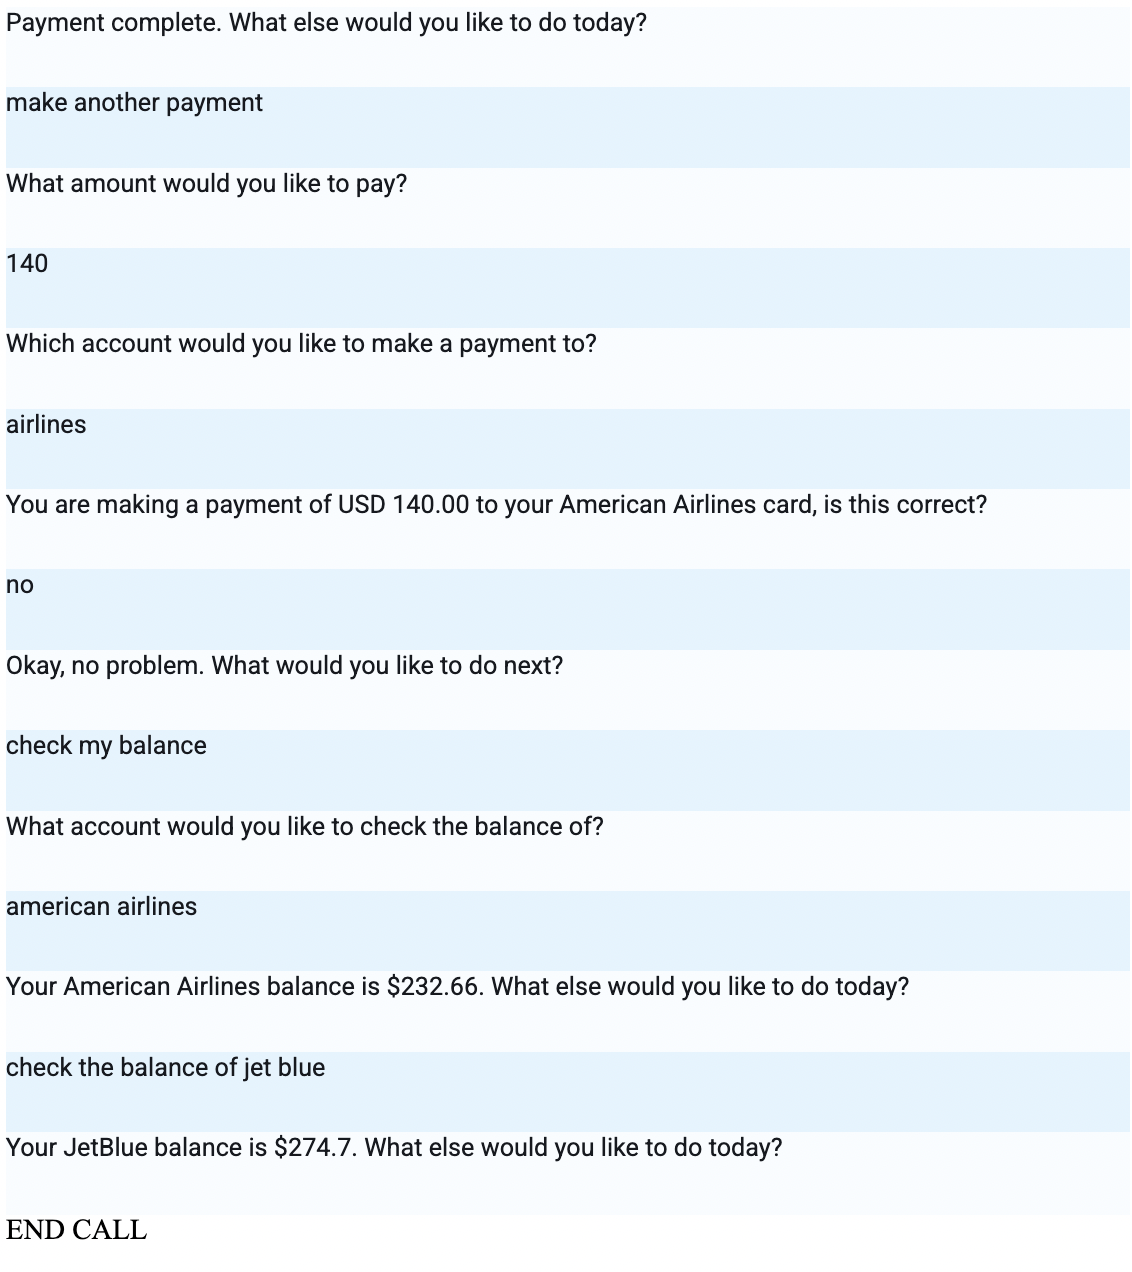 Payment complete. What else would you like to do today?
make another payment
What amount would you like to pay?
140
Which account would you like to make a payment to?
airlines
You are making a payment of USD 140.00 to your American Airlines card, is this correct?
no
Okay, no problem. What would you like to do next?
check my balance
What account would you like to check the balance of?
american airlines
Your American Airlines balance is $232.66. What else would you like to do today?
check the balance of jet blue
Your JetBlue balance is $274.7. What else would you like to do today?
END CALL